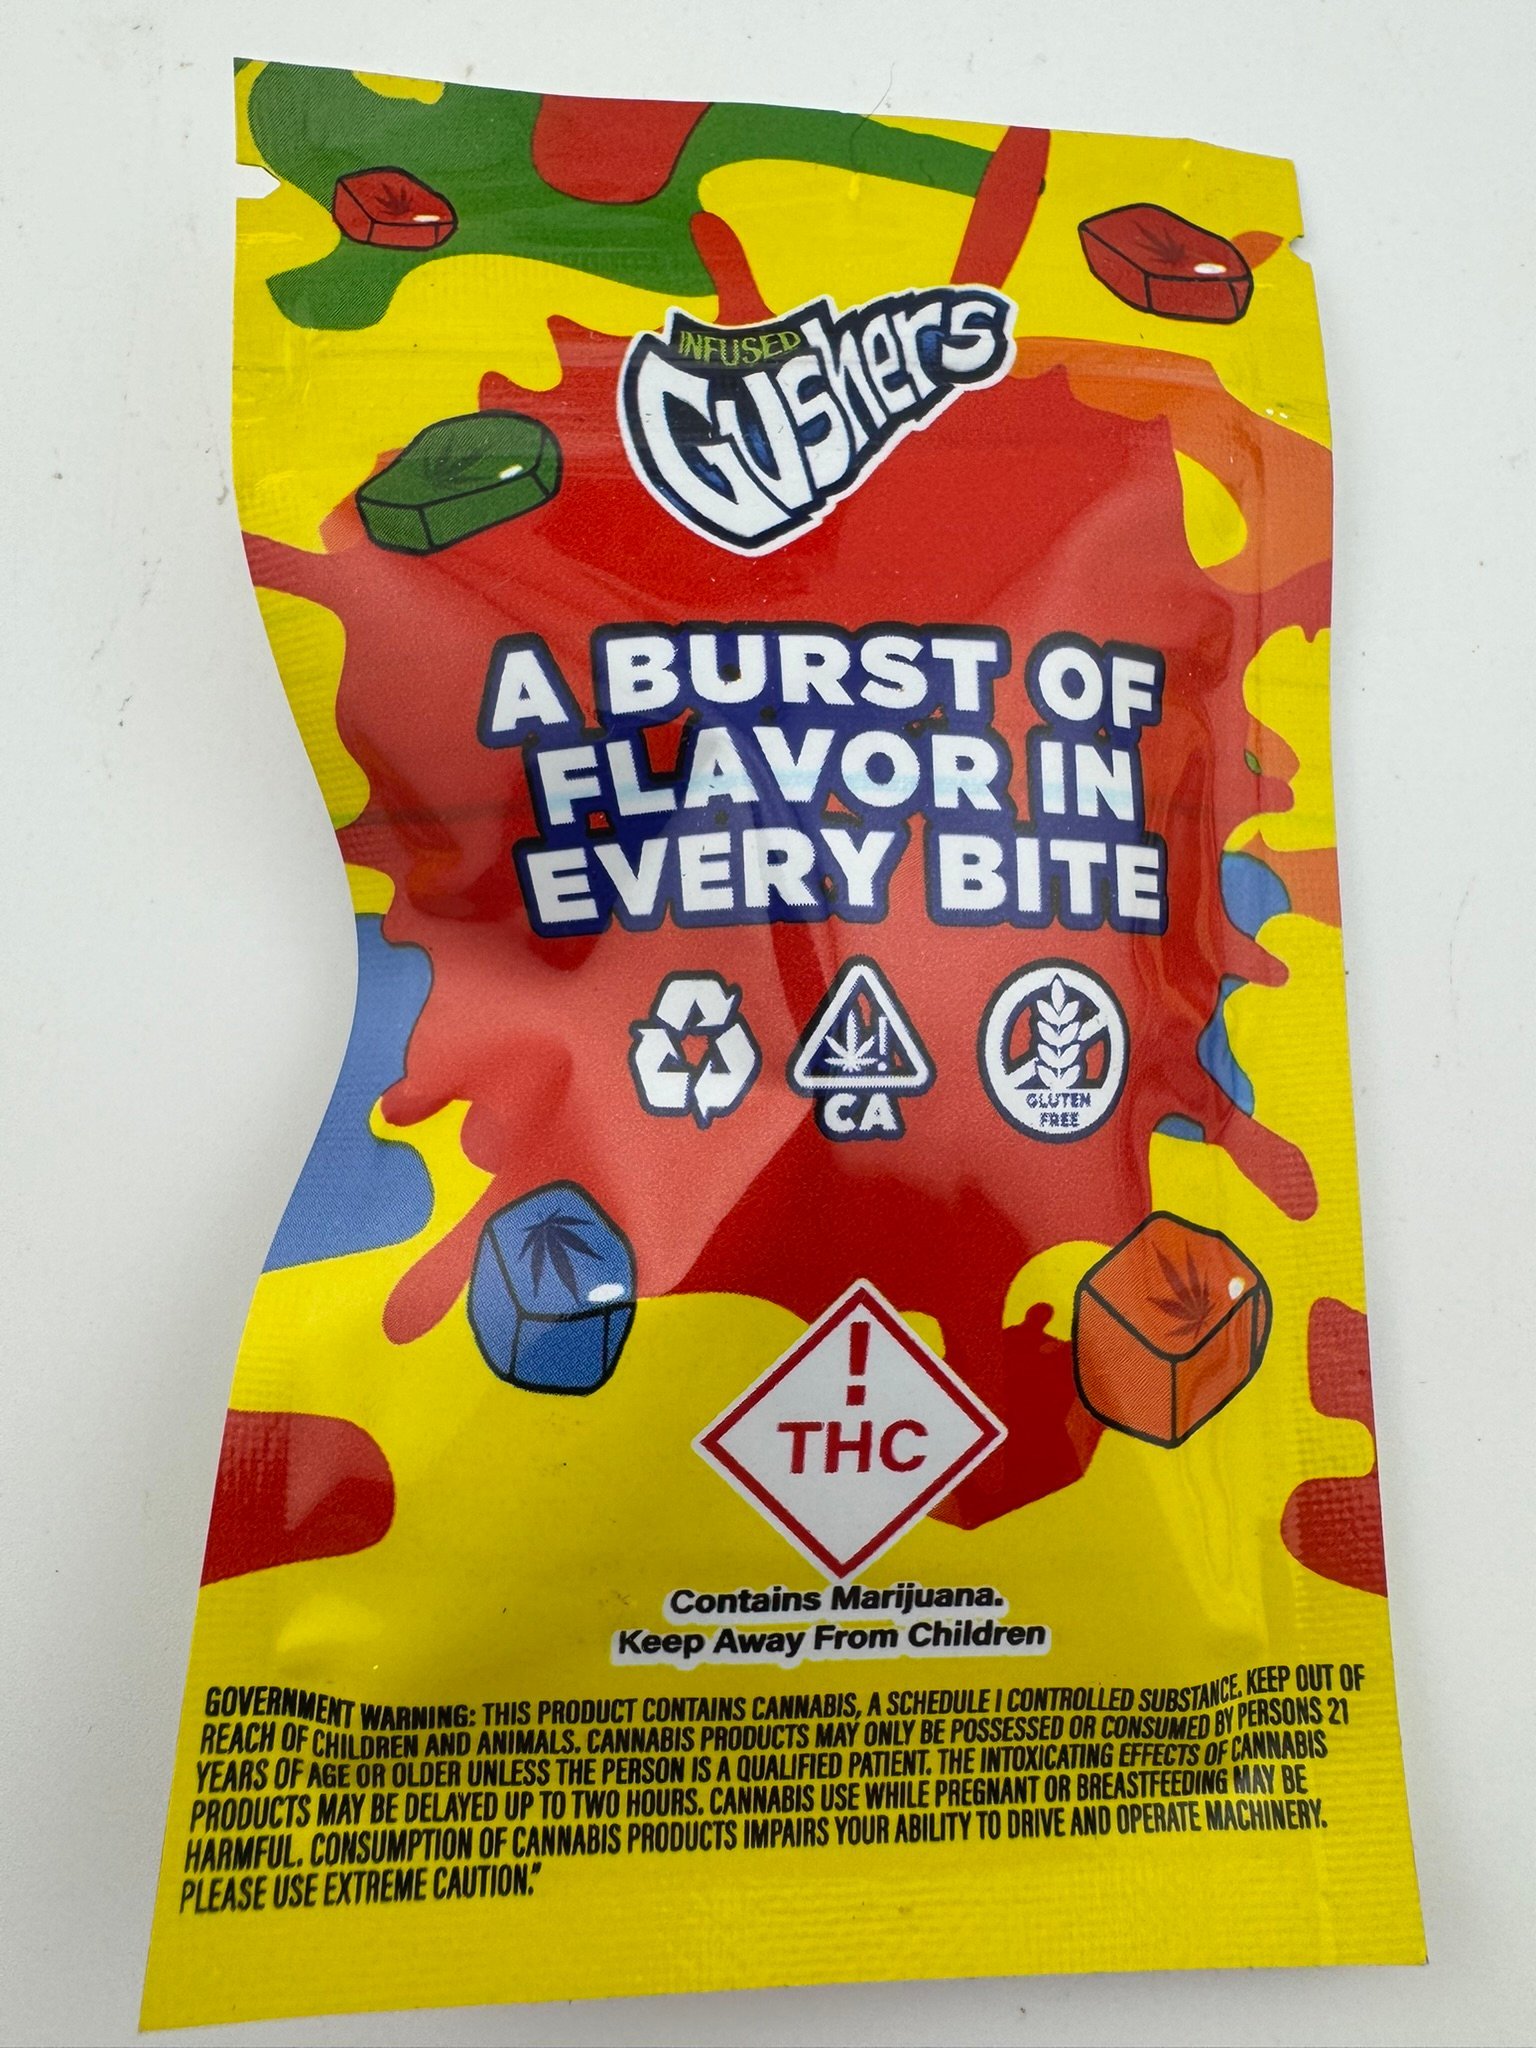 INFUSED
Gushers
A BURST OF
FLAVOR IN
EVERY BITE
CA
GLUTEN
FREE
!
THC
Contains Marijuana.
Keep Away From Children
GOVERNMENT WARNING: THIS PRODUCT CONTAINS CANNABIS, A SCHEDULE I CONTROLLED SUBSTANCE. KEEP OUT OF
REACH OF CHILDREN AND ANIMALS. CANNABIS PRODUCTS MAY ONLY BE POSSESSED OR CONSUMED BY PERSONS 21
YEARS OF AGE OR OLDER UNLESS THE PERSON IS A QUALIFIED PATIENT. THE INTOXICATING EFFECTS OF CANNABIS
PRODUCTS MAY BE DELAYED UP TO TWO HOURS. CANNABIS USE WHILE PREGNANT OR BREASTFEEDING MAY BE
HARMFUL. CONSUMPTION OF CANNABIS PRODUCTS IMPAIRS YOUR ABILITY TO DRIVE AND OPERATE MACHINERY.
PLEASE USE EXTREME CAUTION."